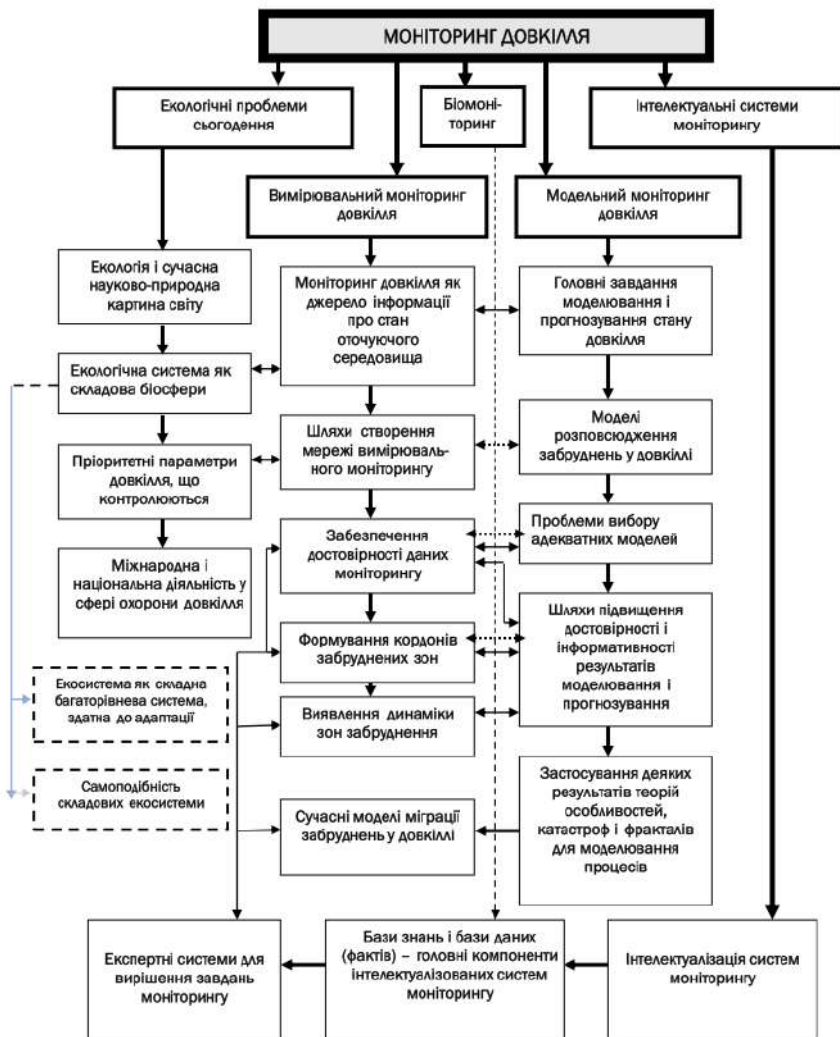 МОНІТОРИНГ ДОВКІЛЛЯ
Екологічні проблеми
сьогодення
Біомоні-
торинг
Інтелектуальні системи
моніторингу
Вимірювальний моніторинг
довкілля
Модельний моніторинг
довкілля
Екологія і сучасна
науково-природна
картина світу
Моніторинг довкілля як
джерело інформації
про стан
оточуючого
середовища
Головні завдання
моделювання і
прогнозування стану
довкілля
Екологічна система як
складова біосфери
Шляхи створення
мережі вимірюваль-
ного моніторингу
Моделі
розповсюдження
забруднень у довкіллі
Пріоритетні параметри
довкілля, що
контролюються
Забезпечення
достовірності даних
моніторингу
Проблеми вибору
адекватних моделей
Міжнародна і
національна діяльність у
сфері охорони довкілля
Формування кордонів
забруднених зон
Шляхи підвищення
достовірності і
інформативності
результатів
моделювання і
прогнозування
Екосистема як складна
багаторівнева система,
здатна до адаптації
Виявлення динаміки
зон забруднення
Самоподібність
складових екосистеми
Сучасні моделі міграції
забруднень у довкіллі
Застосування деяких
результатів теорій
особливостей,
катастроф і фракталів
для моделювання
процесів
Експертні системи для
вирішення завдань
моніторингу
Бази знань і бази даних
(фактів) – головні компоненти
інтелектуалізованих систем
моніторингу
Інтелектуалізація систем
моніторингу